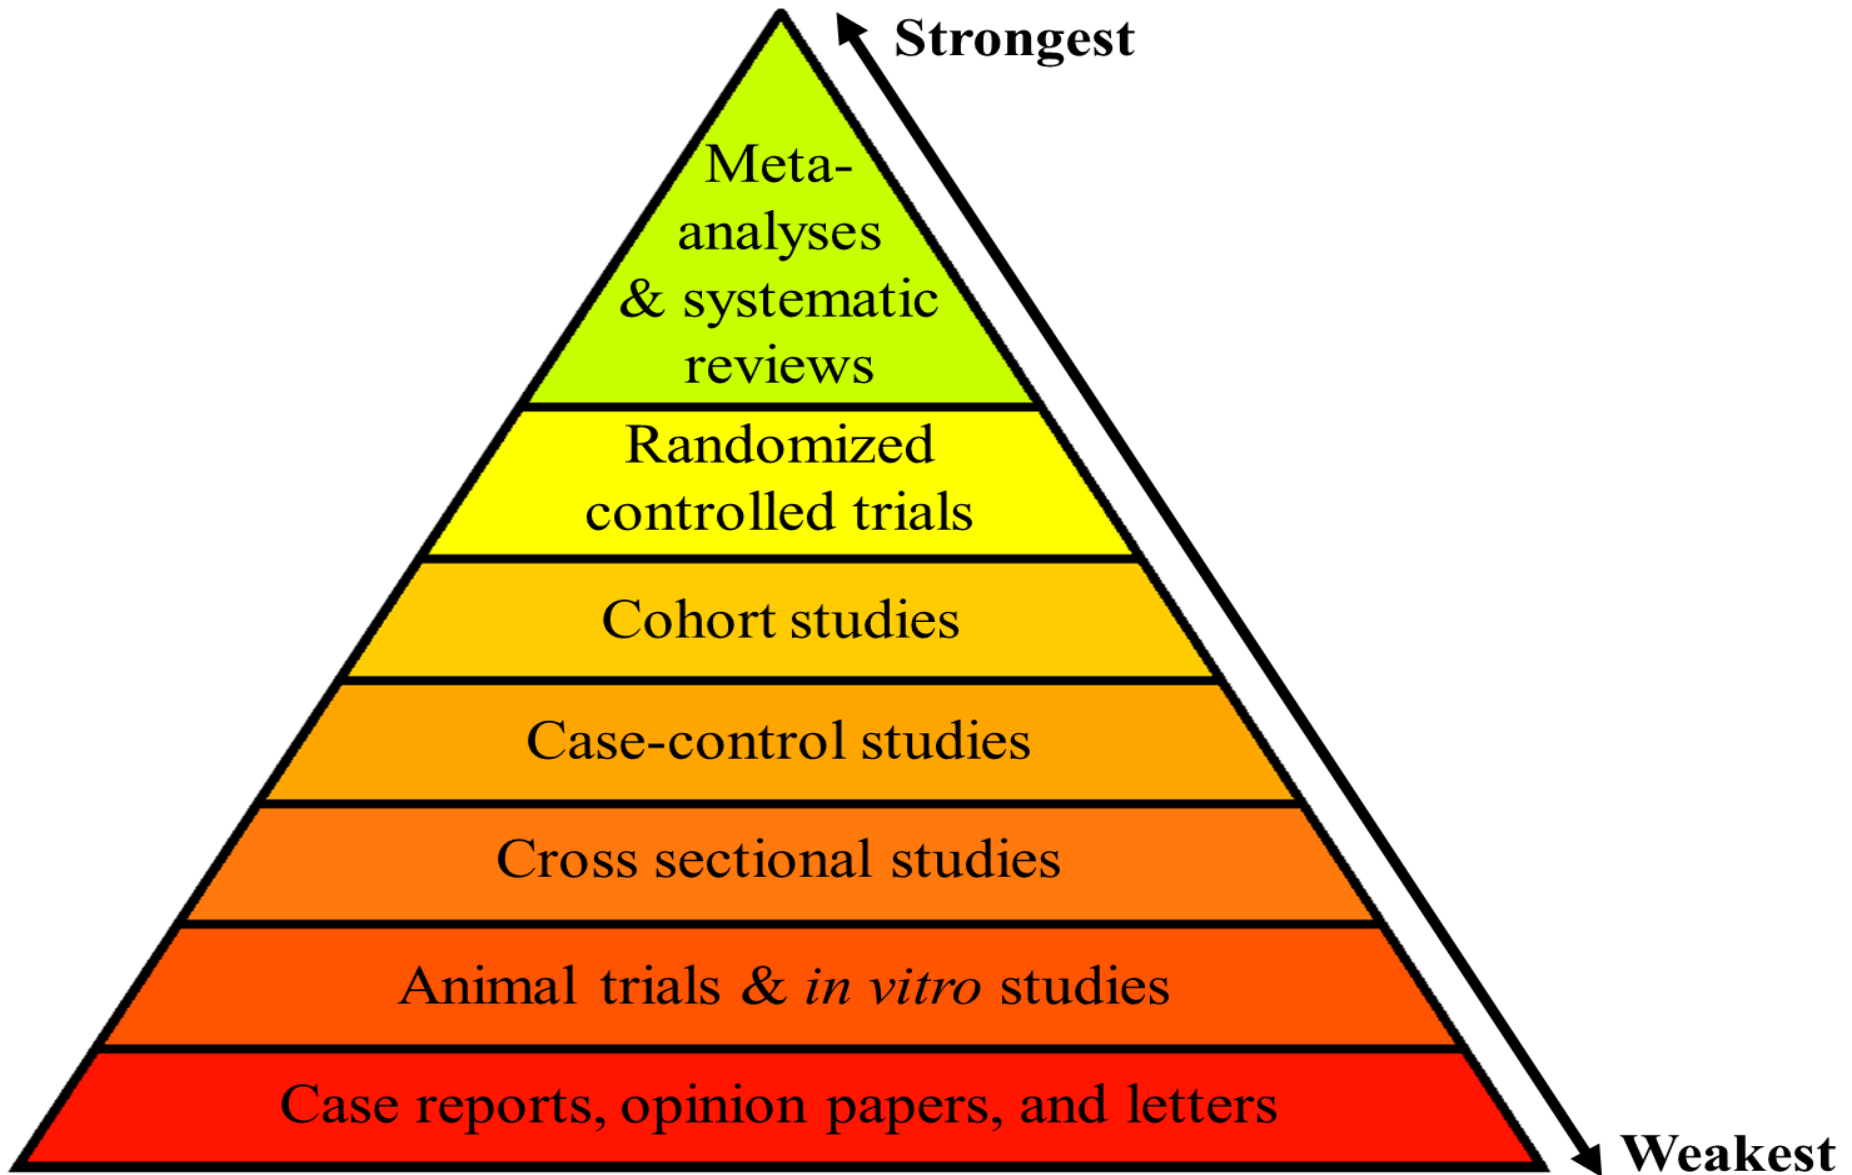 Strongest
Meta-
analyses
& systematic
reviews
Randomized
controlled trials
Cohort studies
Case-control studies
Cross sectional studies
Animal trials & in vitro studies
Case reports, opinion papers, and letters
Weakest